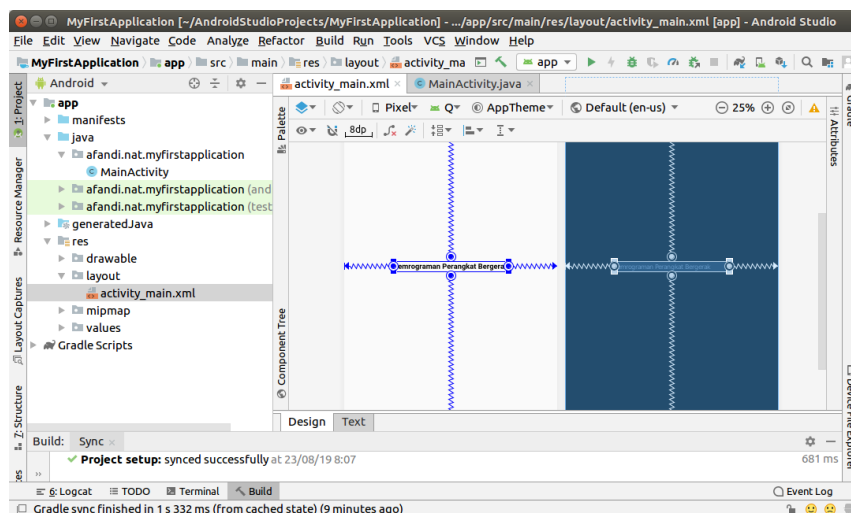 MyFirstApplication [~/AndroidStudioProjects/MyFirstApplication] - .../app/src/main/res/layout/activity_main.xml [app] - Android Studio
File Edit View Navigate Code Analyze Refactor Build Run Tools VCS Window Help
MyFirstApplication app src main res layout activity_ma app
Android activity_main.xml MainActivity.java
1: Project
Resource Manager
Layout Captures
7: Structure
app
manifests
java
afandi.nat.myfirstapplication
MainActivity
afandi.nat.myfirstapplication (and
afandi.nat.myfirstapplication (test
generatedJava
res
drawable
layout
activity_main.xml
mipmap
values
Gradle Scripts
Palette
Component Tree
Pixel Q AppTheme Default (en-us) 25%
8dp
emrograman Perangkat Bergera
Gradle
Attributes
Device File Explorer
Design Text
Build: Sync
Project setup: synced successfully at 23/08/19 8:07 681 ms
6: Logcat TODO Terminal Build Event Log
Gradle sync finished in 1 s 332 ms (from cached state) (9 minutes ago)